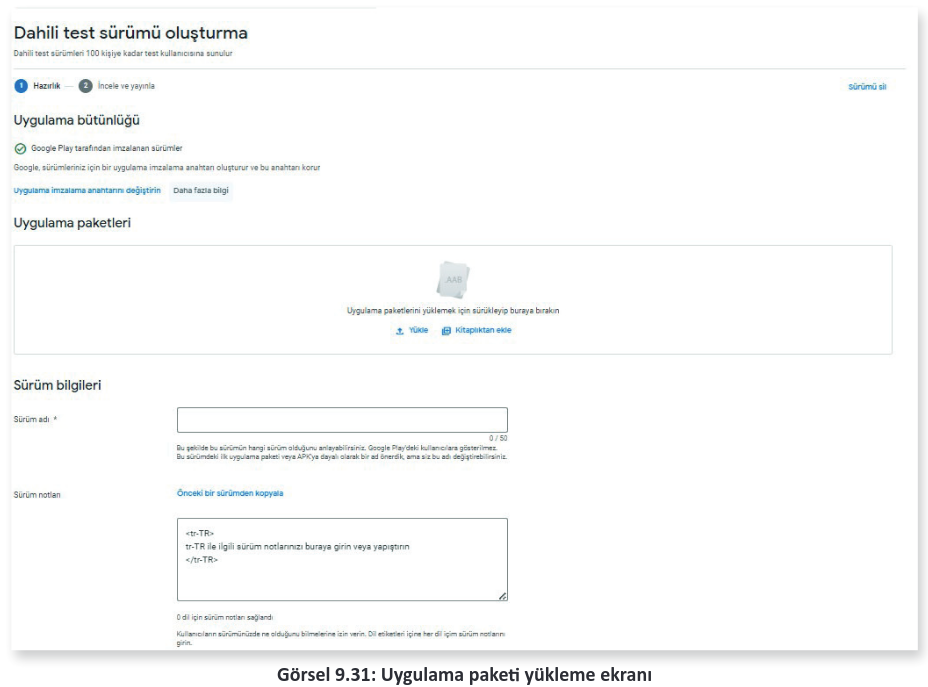 Dahili test sürümü oluşturma
Dahili test sürümleri 100 kişiye kadar test kullanıcısına sunulur
1 Hazırlık — 2 İncele ve yayınla
Sürümü sil
Uygulama bütünlüğü
Google Play tarafından imzalanan sürümler
Google, sürümleriniz için bir uygulama imzalama anahtarı oluşturur ve bu anahtarı korur
Uygulama imzalama anahtarını değiştirin Daha fazla bilgi
Uygulama paketleri
AAB
Uygulama paketlerini yüklemek için sürükleyip buraya bırakın
Yükle Kitaplıktan ekle
Sürüm bilgileri
Sürüm adı *
0 / 50
Bu şekilde bu sürümün hangi sürüm olduğunu anlayabilirsiniz. Google Play'deki kullanıcılara gösterilmez.
Bu sürümdeki ilk uygulama paketi veya APK'ya dayalı olarak bir ad önerdik, ama siz bu adı değiştirebilirsiniz.
Sürüm notları
Önceki bir sürümden kopyala
<tr-TR>
tr-TR ile ilgili sürüm notlarınızı buraya girin veya yapıştırın
</tr-TR>
0 dil için sürüm notları sağlandı
Kullanıcıların sürümünüzde ne olduğunu bilmelerine izin verin. Dil etiketleri içine her dil içim sürüm notlarını
girin.
Görsel 9.31: Uygulama paketi yükleme ekranı